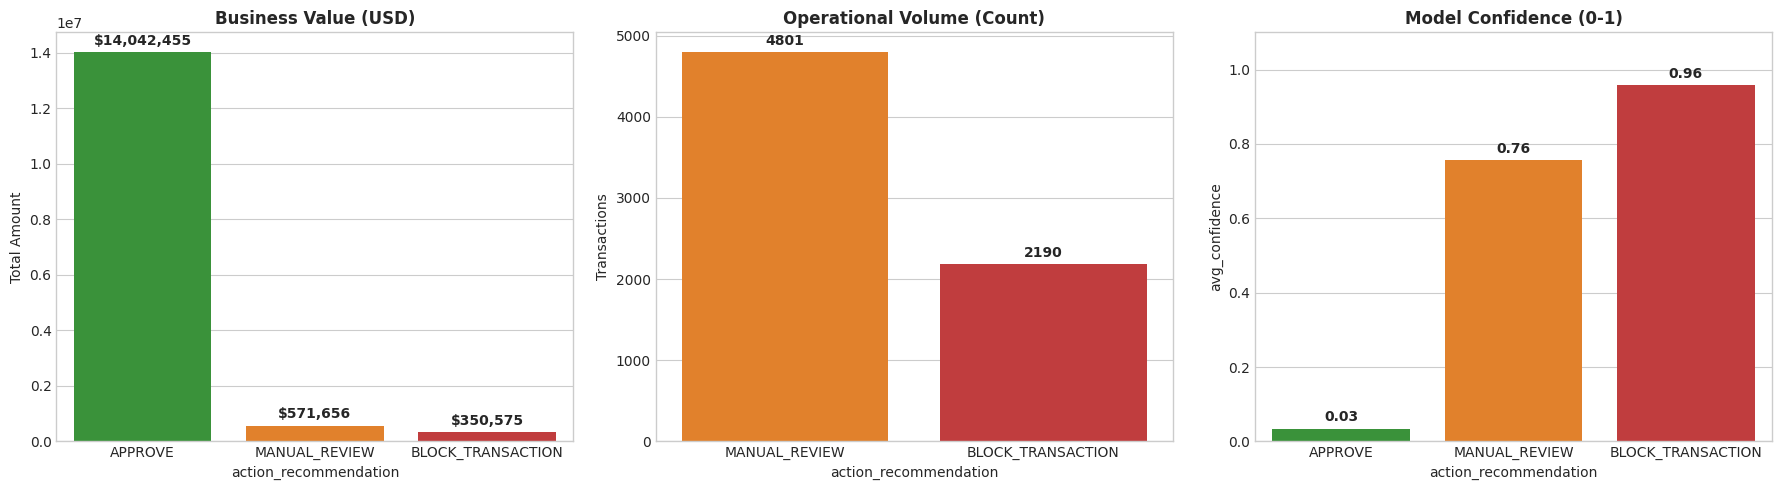 Business Value (USD)
1e7
$14,042,455
$571,656
$350,575
1.4
1.2
1.0
0.8
0.6
0.4
0.2
0.0
Total Amount
APPROVE
MANUAL_REVIEW
BLOCK_TRANSACTION
action_recommendation
Operational Volume (Count)
4801
2190
5000
4000
3000
2000
1000
0
Transactions
MANUAL_REVIEW
BLOCK_TRANSACTION
action_recommendation
Model Confidence (0-1)
0.03
0.76
0.96
1.0
0.8
0.6
0.4
0.2
0.0
avg_confidence
APPROVE
MANUAL_REVIEW
BLOCK_TRANSACTION
action_recommendation